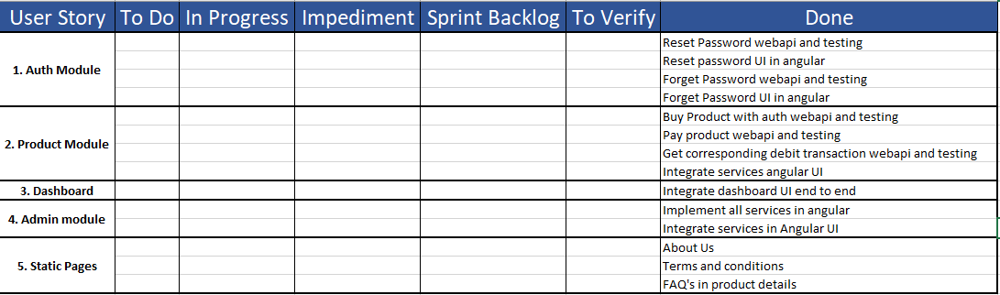 User Story To Do In Progress Impediment Sprint Backlog To Verify Done
1. Auth Module
Reset Password webapi and testing
Reset password UI in angular
Forget Password webapi and testing
Forget Password UI in angular
2. Product Module
Buy Product with auth webapi and testing
Pay product webapi and testing
Get corresponding debit transaction webapi and testing
Integrate services angular UI
3. Dashboard
Integrate dashboard UI end to end
4. Admin module
Implement all services in angular
Integrate services in Angular UI
5. Static Pages
About Us
Terms and conditions
FAQ's in product details